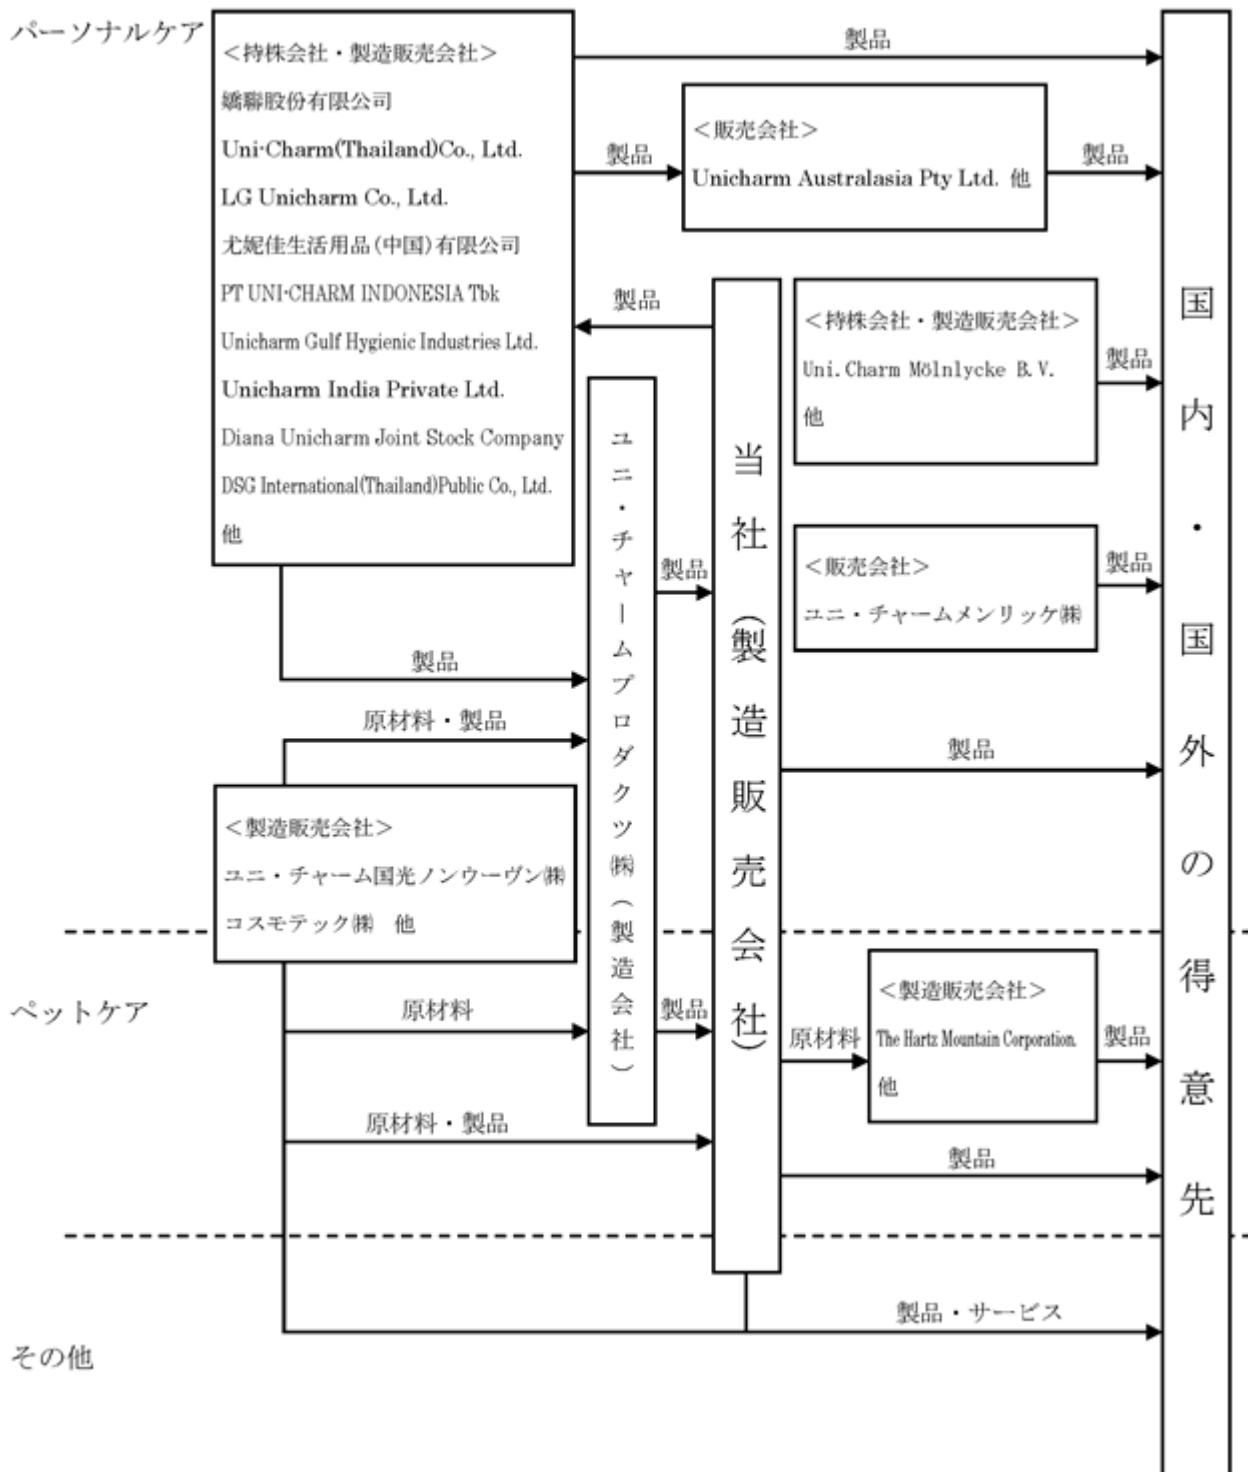 パーソナルケア
＜持株会社・製造販売会社＞
嬌聯股份有限公司
Uni·Charm(Thailand)Co., Ltd.
LG Unicharm Co., Ltd.
尤妮佳生活用品(中国)有限公司
PT UNI·CHARM INDONESIA Tbk
Unicharm Gulf Hygienic Industries Ltd.
Unicharm India Private Ltd.
Diana Unicharm Joint Stock Company
DSG International(Thailand)Public Co., Ltd.
他
製品
製品
＜販売会社＞
Unicharm Australasia Pty Ltd. 他
製品
製品
＜持株会社・製造販売会社＞
Uni.Charm Mölnlycke B.V.
他
製品
ユニ・チャームプロダクツ㈱（製造会社）
当社（製造販売会社）
国内・国外の得意先
製品
＜販売会社＞
ユニ・チャームメンリッケ㈱
製品
製品
原材料・製品
製品
＜製造販売会社＞
ユニ・チャーム国光ノンウーヴン㈱
コスモテック㈱　他
ペットケア
原材料
製品
原材料
＜製造販売会社＞
The Hartz Mountain Corporation.
他
製品
原材料・製品
製品
製品・サービス
その他